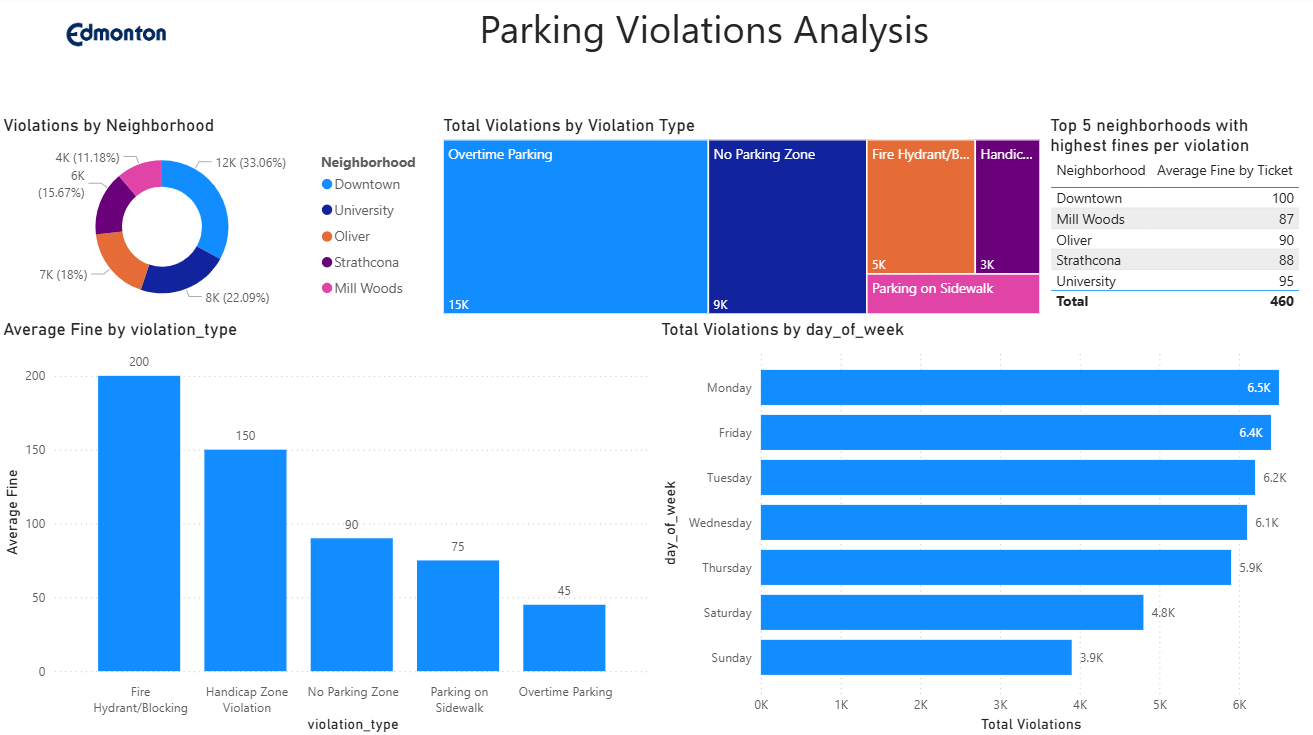 Edmonton
Parking Violations Analysis
Violations by Neighborhood
4K (11.18%)
12K (33.06%)
6K
(15.67%)
7K (18%)
8K (22.09%)
Neighborhood
Downtown
University
Oliver
Strathcona
Mill Woods
Total Violations by Violation Type
Overtime Parking
15K
No Parking Zone
9K
Fire Hydrant/B...
5K
Handic...
3K
Parking on Sidewalk
Top 5 neighborhoods with
highest fines per violation
Neighborhood Average Fine by Ticket
Downtown 100
Mill Woods 87
Oliver 90
Strathcona 88
University 95
Total 460
Average Fine by violation_type
Average Fine
200
150
100
50
0
200
150
90
75
45
Fire
Hydrant/Blocking
Handicap Zone
Violation
No Parking Zone
Parking on
Sidewalk
Overtime Parking
violation_type
Total Violations by day_of_week
day_of_week
Monday 6.5K
Friday 6.4K
Tuesday 6.2K
Wednesday 6.1K
Thursday 5.9K
Saturday 4.8K
Sunday 3.9K
0K 1K 2K 3K 4K 5K 6K
Total Violations